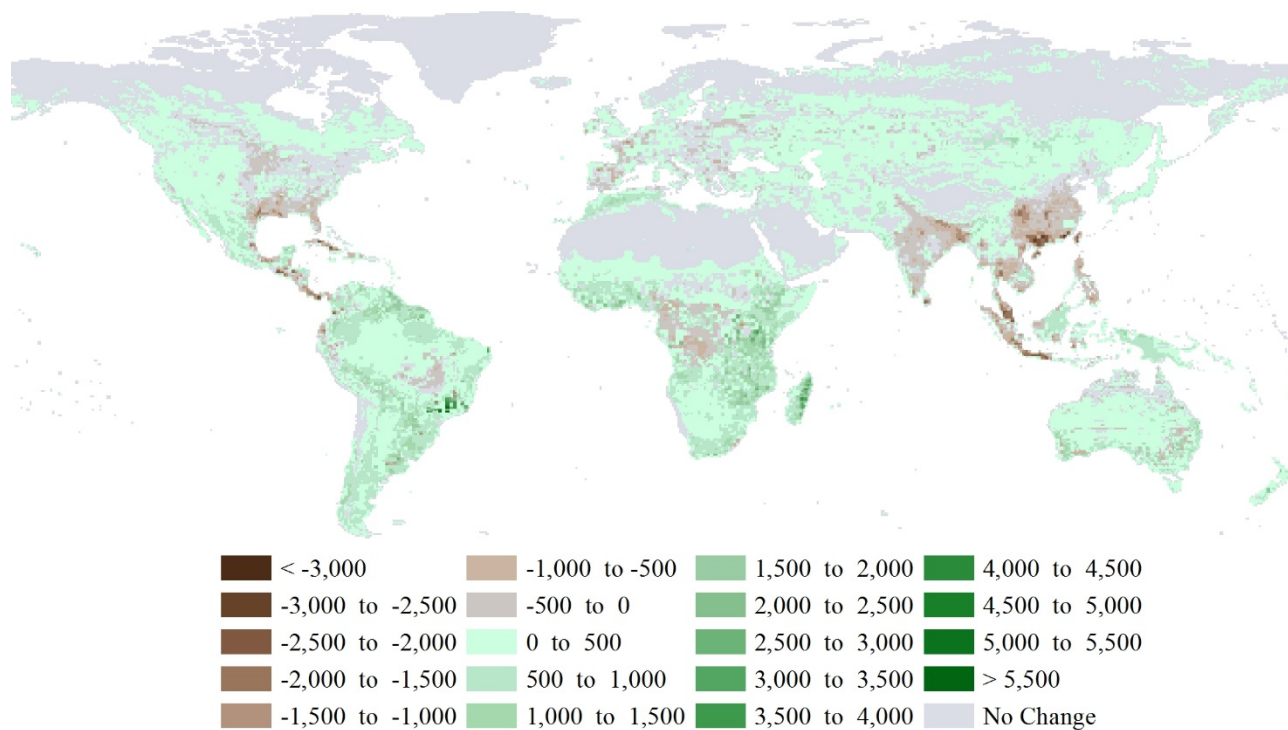 < -3,000
-3,000 to -2,500
-2,500 to -2,000
-2,000 to -1,500
-1,500 to -1,000
-1,000 to -500
-500 to 0
0 to 500
500 to 1,000
1,000 to 1,500
1,500 to 2,000
2,000 to 2,500
2,500 to 3,000
3,000 to 3,500
3,500 to 4,000
4,000 to 4,500
4,500 to 5,000
5,000 to 5,500
> 5,500
No Change